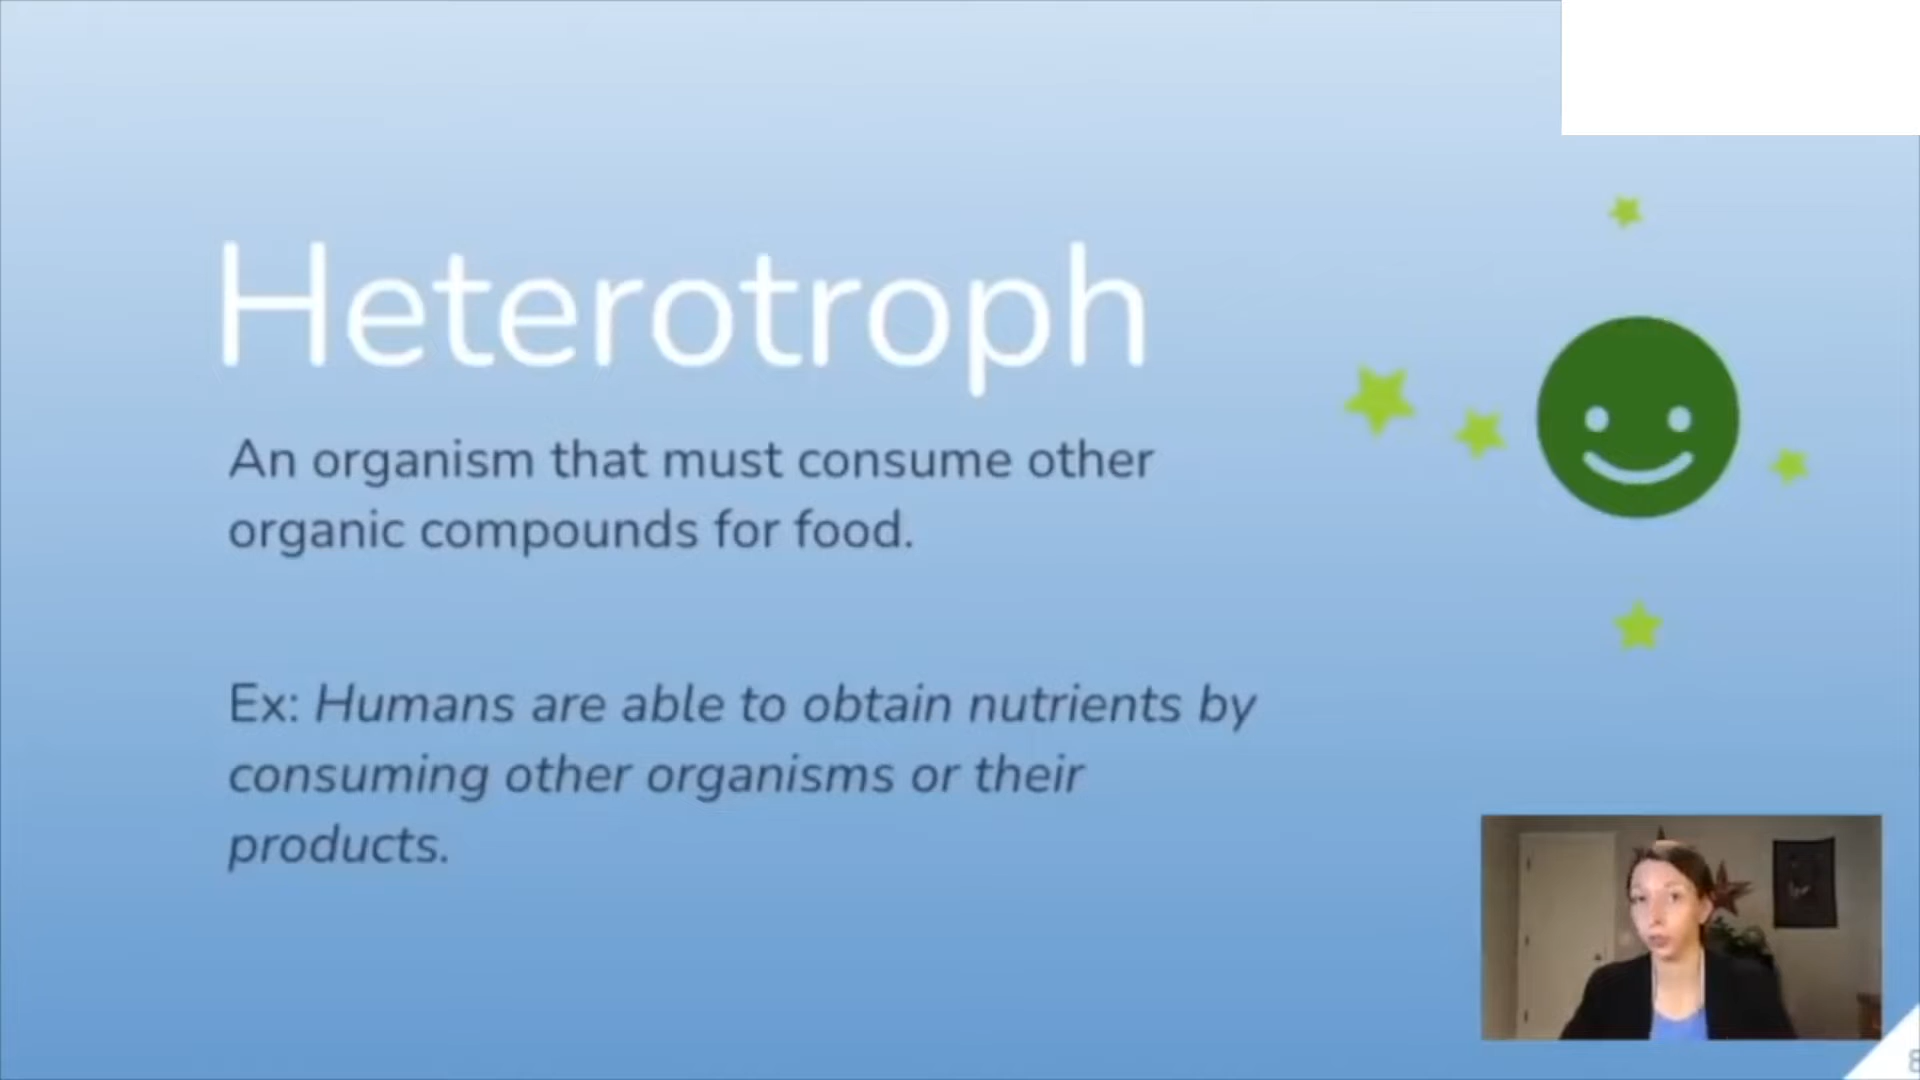 Heterotroph
An organism that must consume other
organic compounds for food.
Ex: Humans are able to obtain nutrients by
consuming other organisms or their
products.
8